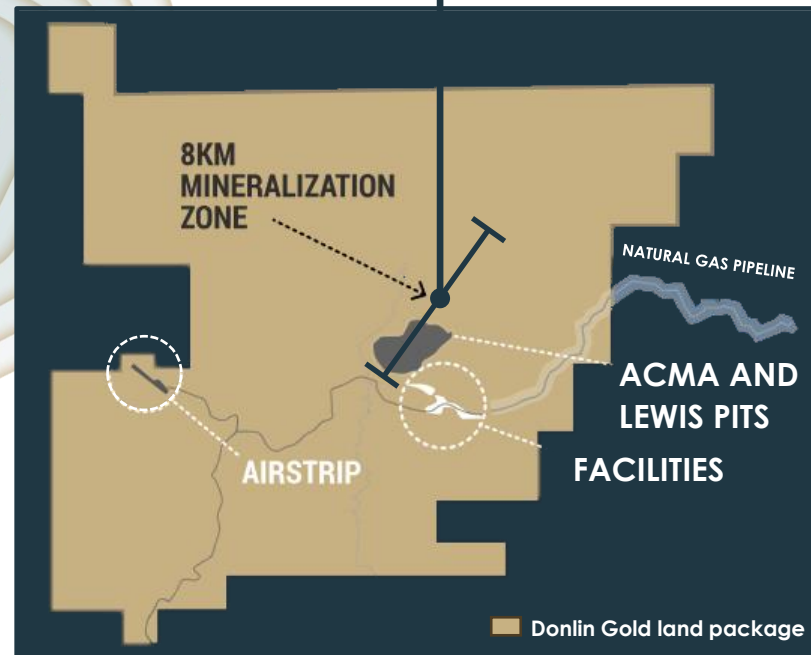 8KM
MINERALIZATION
ZONE
NATURAL GAS PIPELINE
ACMA AND
LEWIS PITS
FACILITIES
AIRSTRIP
Donlin Gold land package